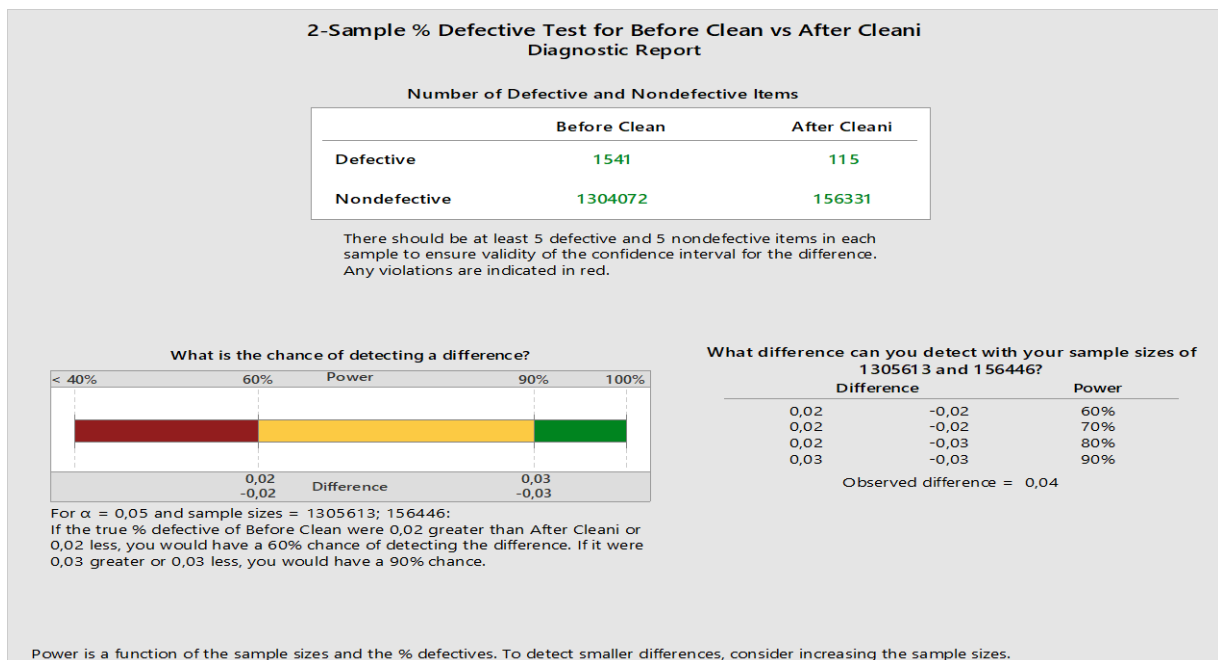 2-Sample % Defective Test for Before Clean vs After Cleani
Diagnostic Report
Number of Defective and Nondefective Items
Before Clean After Cleani
Defective 1541 115
Nondefective 1304072 156331
There should be at least 5 defective and 5 nondefective items in each
sample to ensure validity of the confidence interval for the difference.
Any violations are indicated in red.
What is the chance of detecting a difference?
< 40% 60% Power 90% 100%
0,02 0,03
-0,02 Difference -0,03
For α = 0,05 and sample sizes = 1305613; 156446:
If the true % defective of Before Clean were 0,02 greater than After Cleani or
0,02 less, you would have a 60% chance of detecting the difference. If it were
0,03 greater or 0,03 less, you would have a 90% chance.
What difference can you detect with your sample sizes of
1305613 and 156446?
Difference Power
0,02 -0,02 60%
0,02 -0,02 70%
0,02 -0,03 80%
0,03 -0,03 90%
Observed difference = 0,04
Power is a function of the sample sizes and the % defectives. To detect smaller differences, consider increasing the sample sizes.